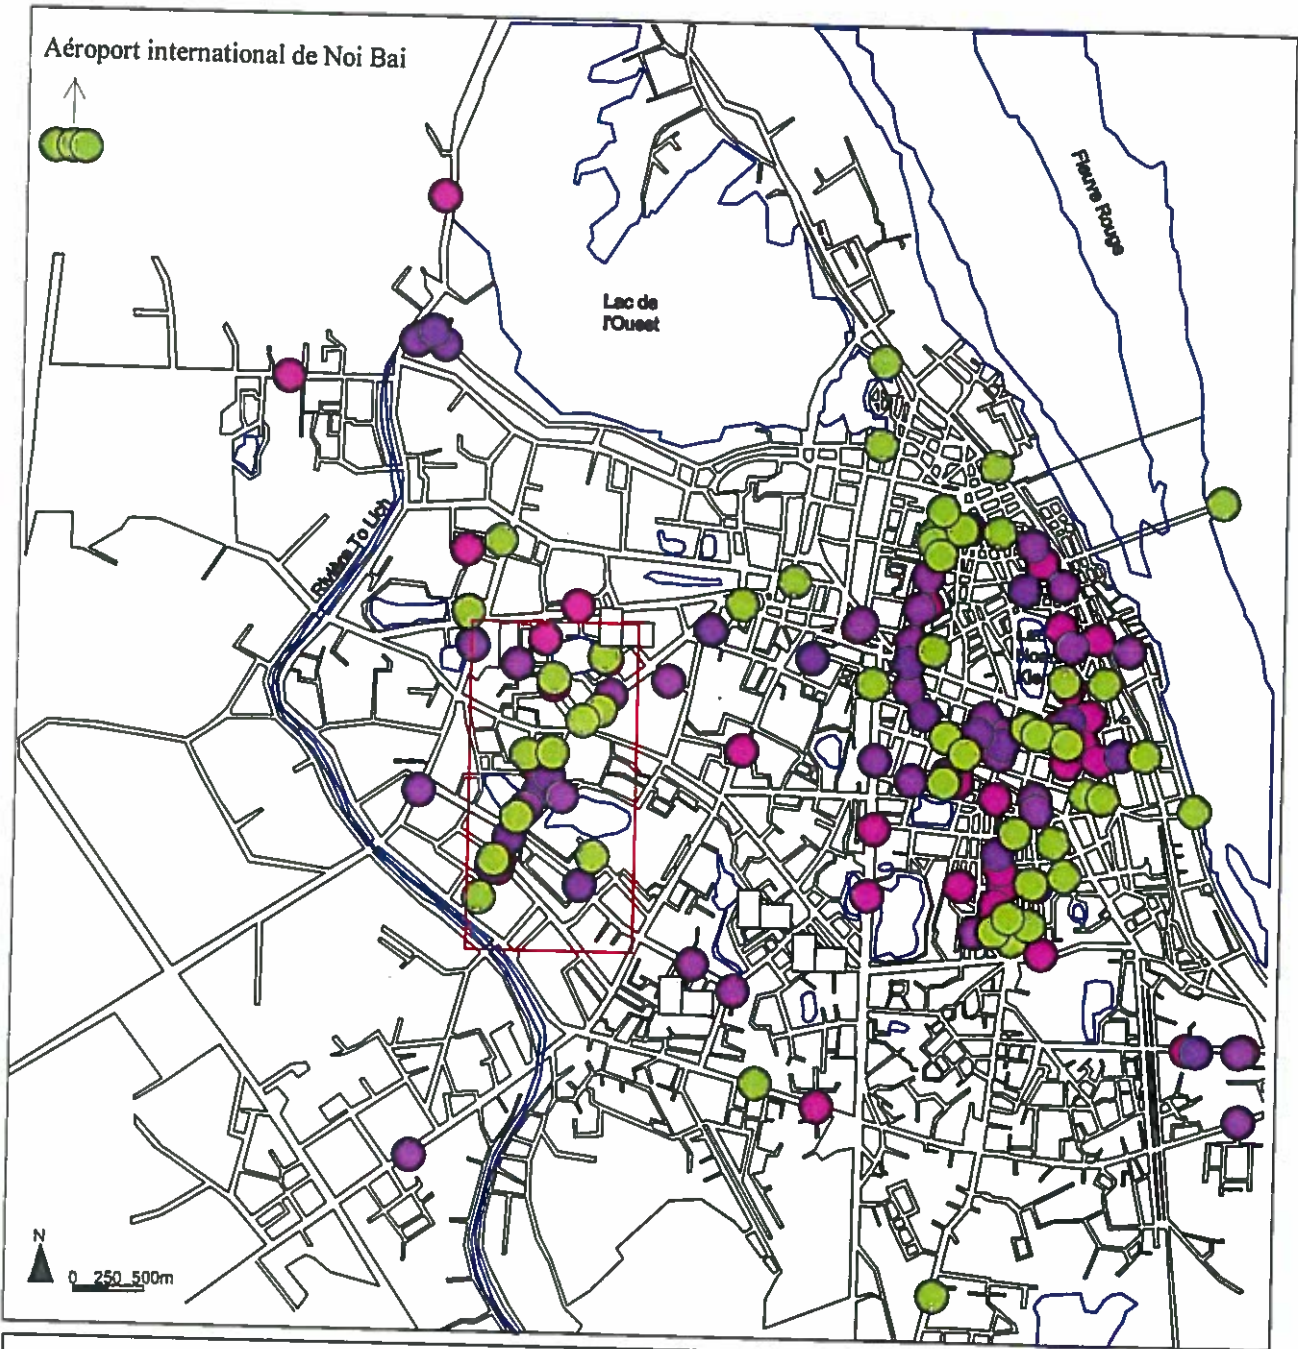 Aéroport international de Noi Bai
Fleuve Rouge
Lac de
l'Ouest
Rivière To Lich
N
0 250 500m